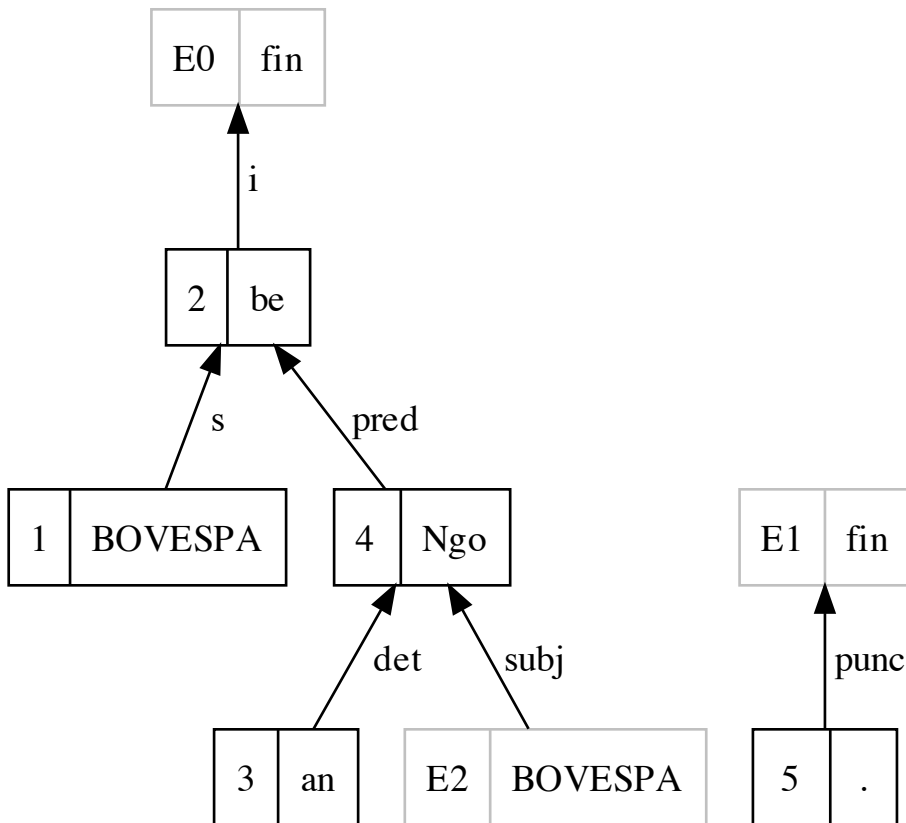 E0 fin
i
2 be
s pred
1 BOVESPA 4 Ngo E1 fin
det subj punc
3 an E2 BOVESPA 5 .